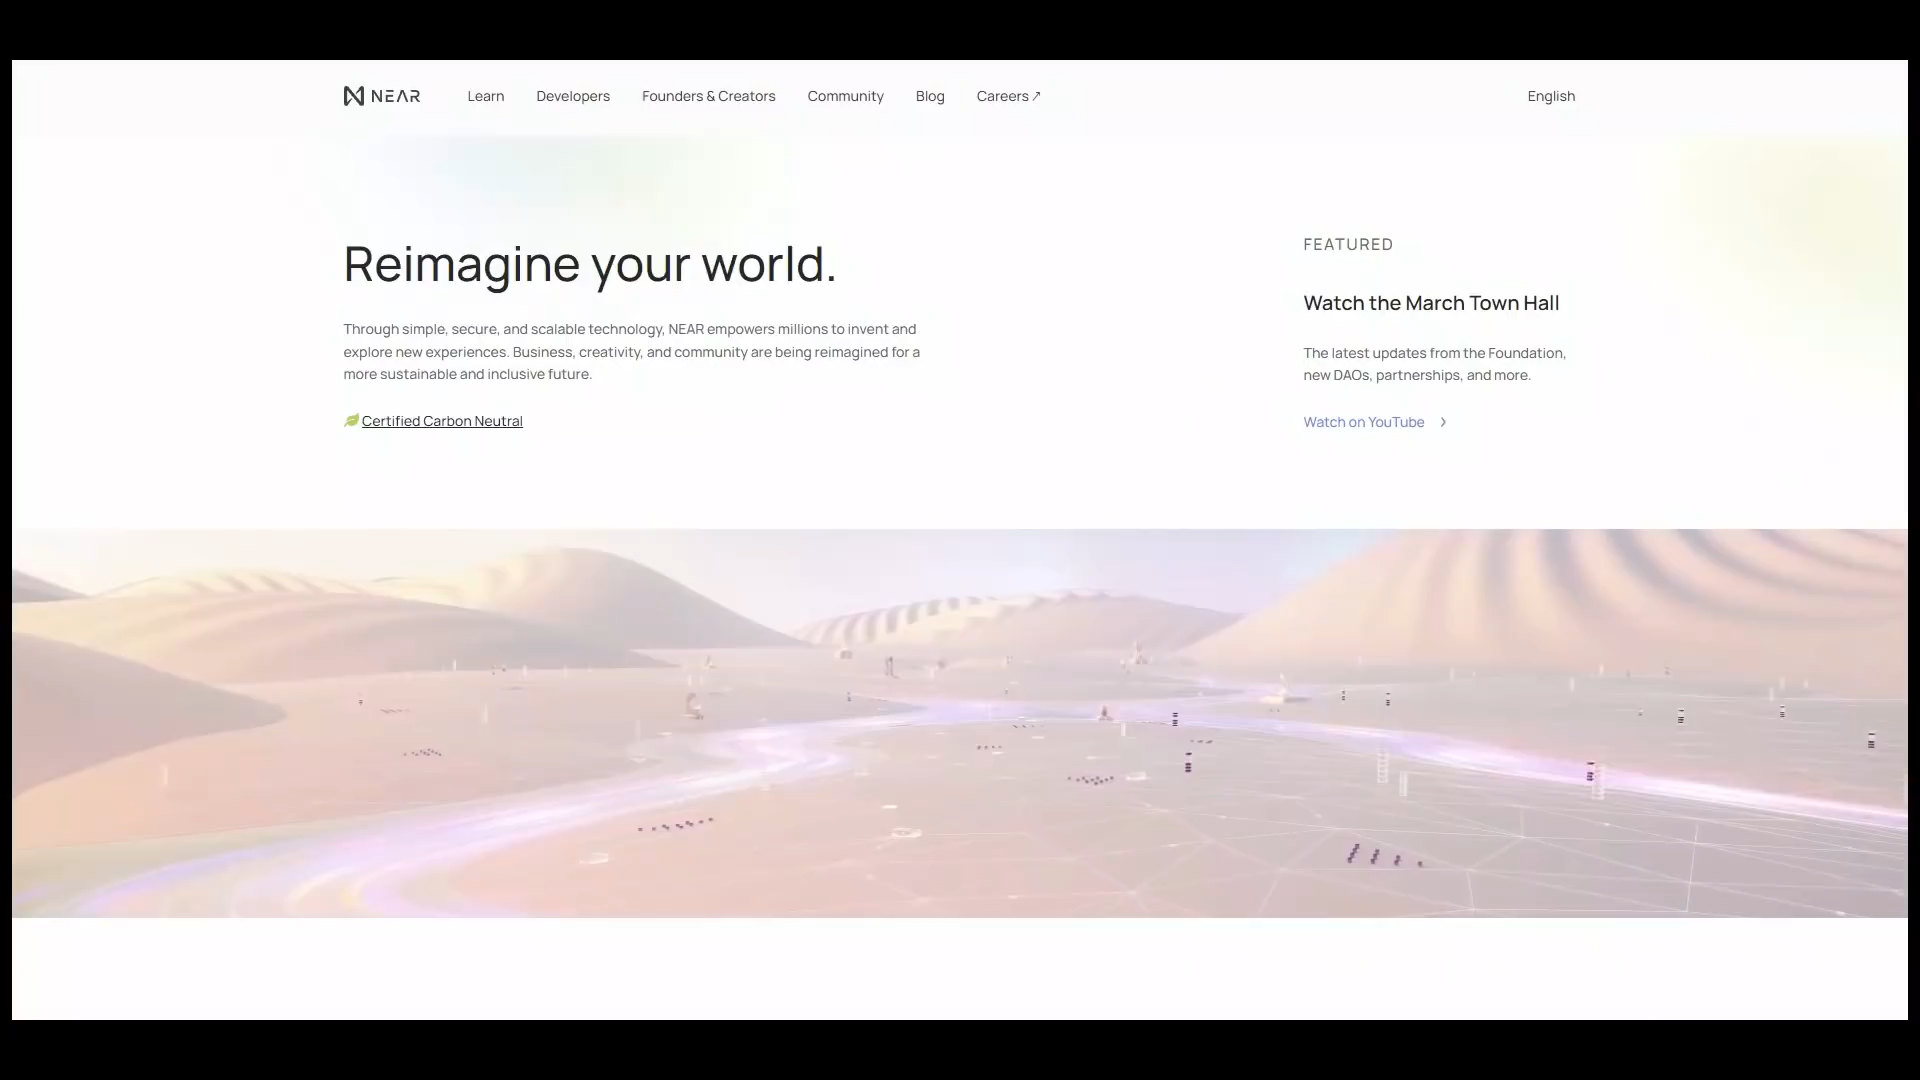 NEAR
Learn
Developers
Founders & Creators
Community
Blog
Careers ↗
English
Reimagine your world.
Through simple, secure, and scalable technology, NEAR empowers millions to invent and
explore new experiences. Business, creativity, and community are being reimagined for a
more sustainable and inclusive future.
Certified Carbon Neutral
FEATURED
Watch the March Town Hall
The latest updates from the Foundation,
new DAOs, partnerships, and more.
Watch on YouTube